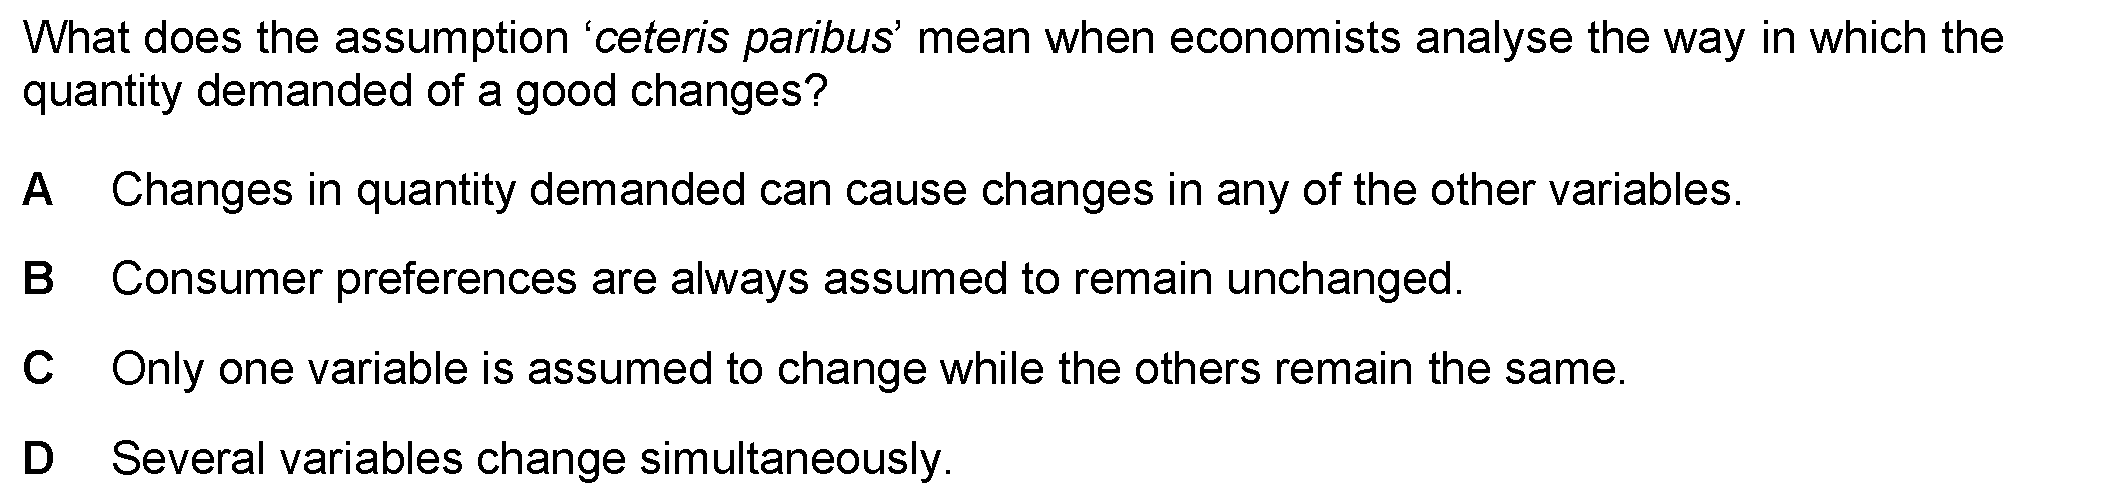 What does the assumption ‘ceteris paribus’ mean when economists analyse the way in which the
quantity demanded of a good changes?
A Changes in quantity demanded can cause changes in any of the other variables.
B Consumer preferences are always assumed to remain unchanged.
C Only one variable is assumed to change while the others remain the same.
D Several variables change simultaneously.